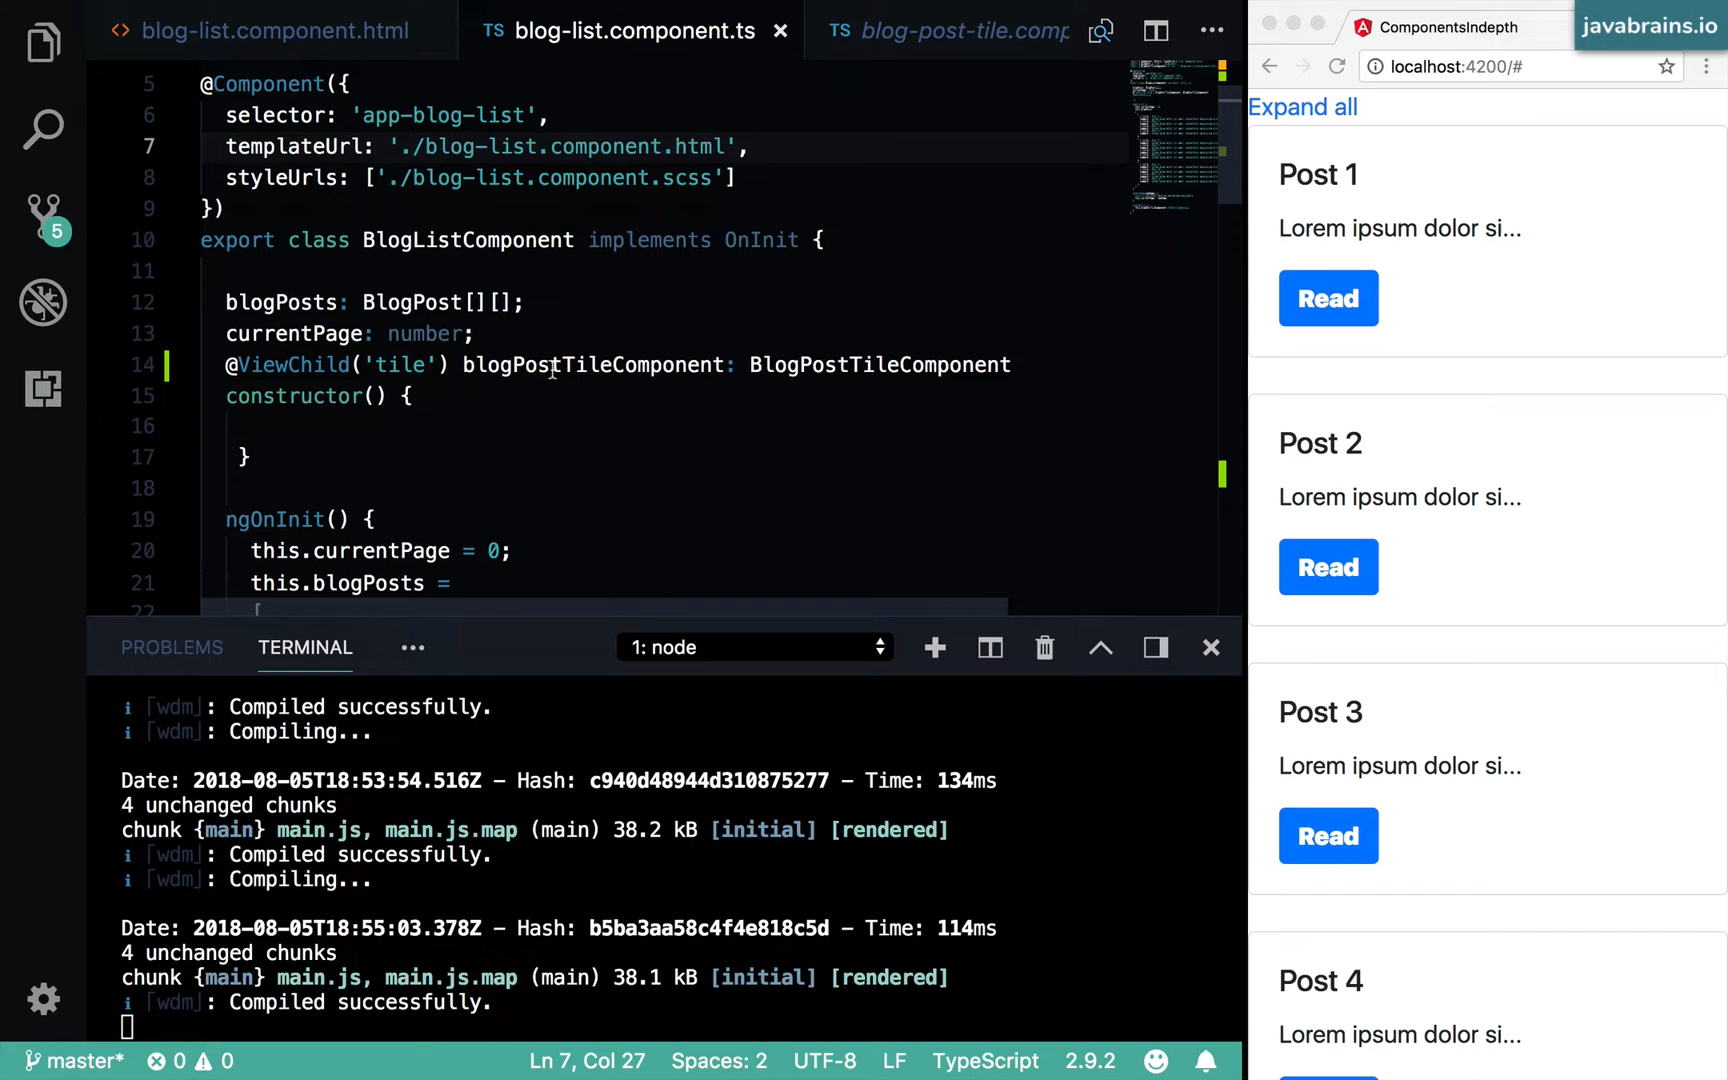 <> blog-list.component.html
TS blog-list.component.ts ×
TS blog-post-tile.comp
5 @Component({
6 selector: 'app-blog-list',
7 templateUrl: './blog-list.component.html',
8 styleUrls: ['./blog-list.component.scss']
9 })
10 export class BlogListComponent implements OnInit {
11
12 blogPosts: BlogPost[][];
13 currentPage: number;
14 @ViewChild('tile') blogPostTileComponent: BlogPostTileComponent
15 constructor() {
16
17 }
18
19 ngOnInit() {
20 this.currentPage = 0;
21 this.blogPosts =
22 [
5
PROBLEMS TERMINAL ••• 1: node
i ｢wdm｣: Compiled successfully.
i ｢wdm｣: Compiling...
Date: 2018-08-05T18:53:54.516Z - Hash: c940d48944d310875277 - Time: 134ms
4 unchanged chunks
chunk {main} main.js, main.js.map (main) 38.2 kB [initial] [rendered]
i ｢wdm｣: Compiled successfully.
i ｢wdm｣: Compiling...
Date: 2018-08-05T18:55:03.378Z - Hash: b5ba3aa58c4f4e818c5d - Time: 114ms
4 unchanged chunks
chunk {main} main.js, main.js.map (main) 38.1 kB [initial] [rendered]
i ｢wdm｣: Compiled successfully.
master* 0 0 Ln 7, Col 27 Spaces: 2 UTF-8 LF TypeScript 2.9.2
ComponentsIndepth
javabrains.io
localhost:4200/#
Expand all
Post 1
Lorem ipsum dolor si...
Read
Post 2
Lorem ipsum dolor si...
Read
Post 3
Lorem ipsum dolor si...
Read
Post 4
Lorem ipsum dolor si...